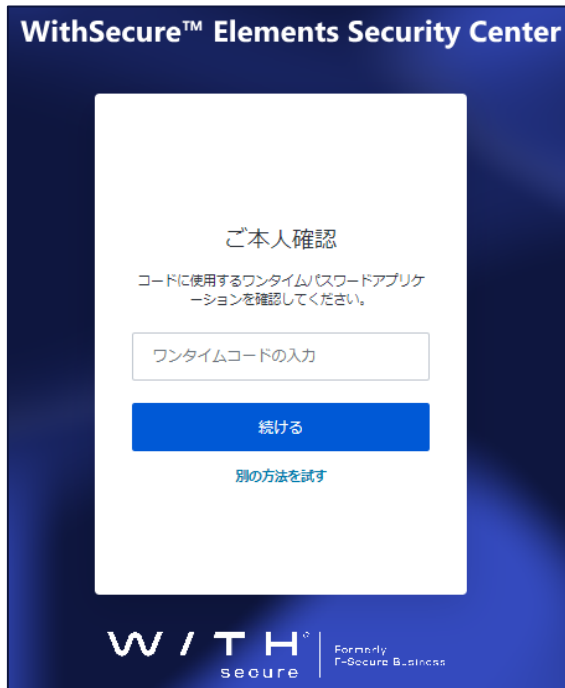 WithSecure™ Elements Security Center
ご本人確認
コードに使用するワンタイムパスワードアプリケ
ーションを確認してください。
ワンタイムコードの入力
続ける
別の方法を試す
W / T H®
secure
Formerly
F-Secure Business